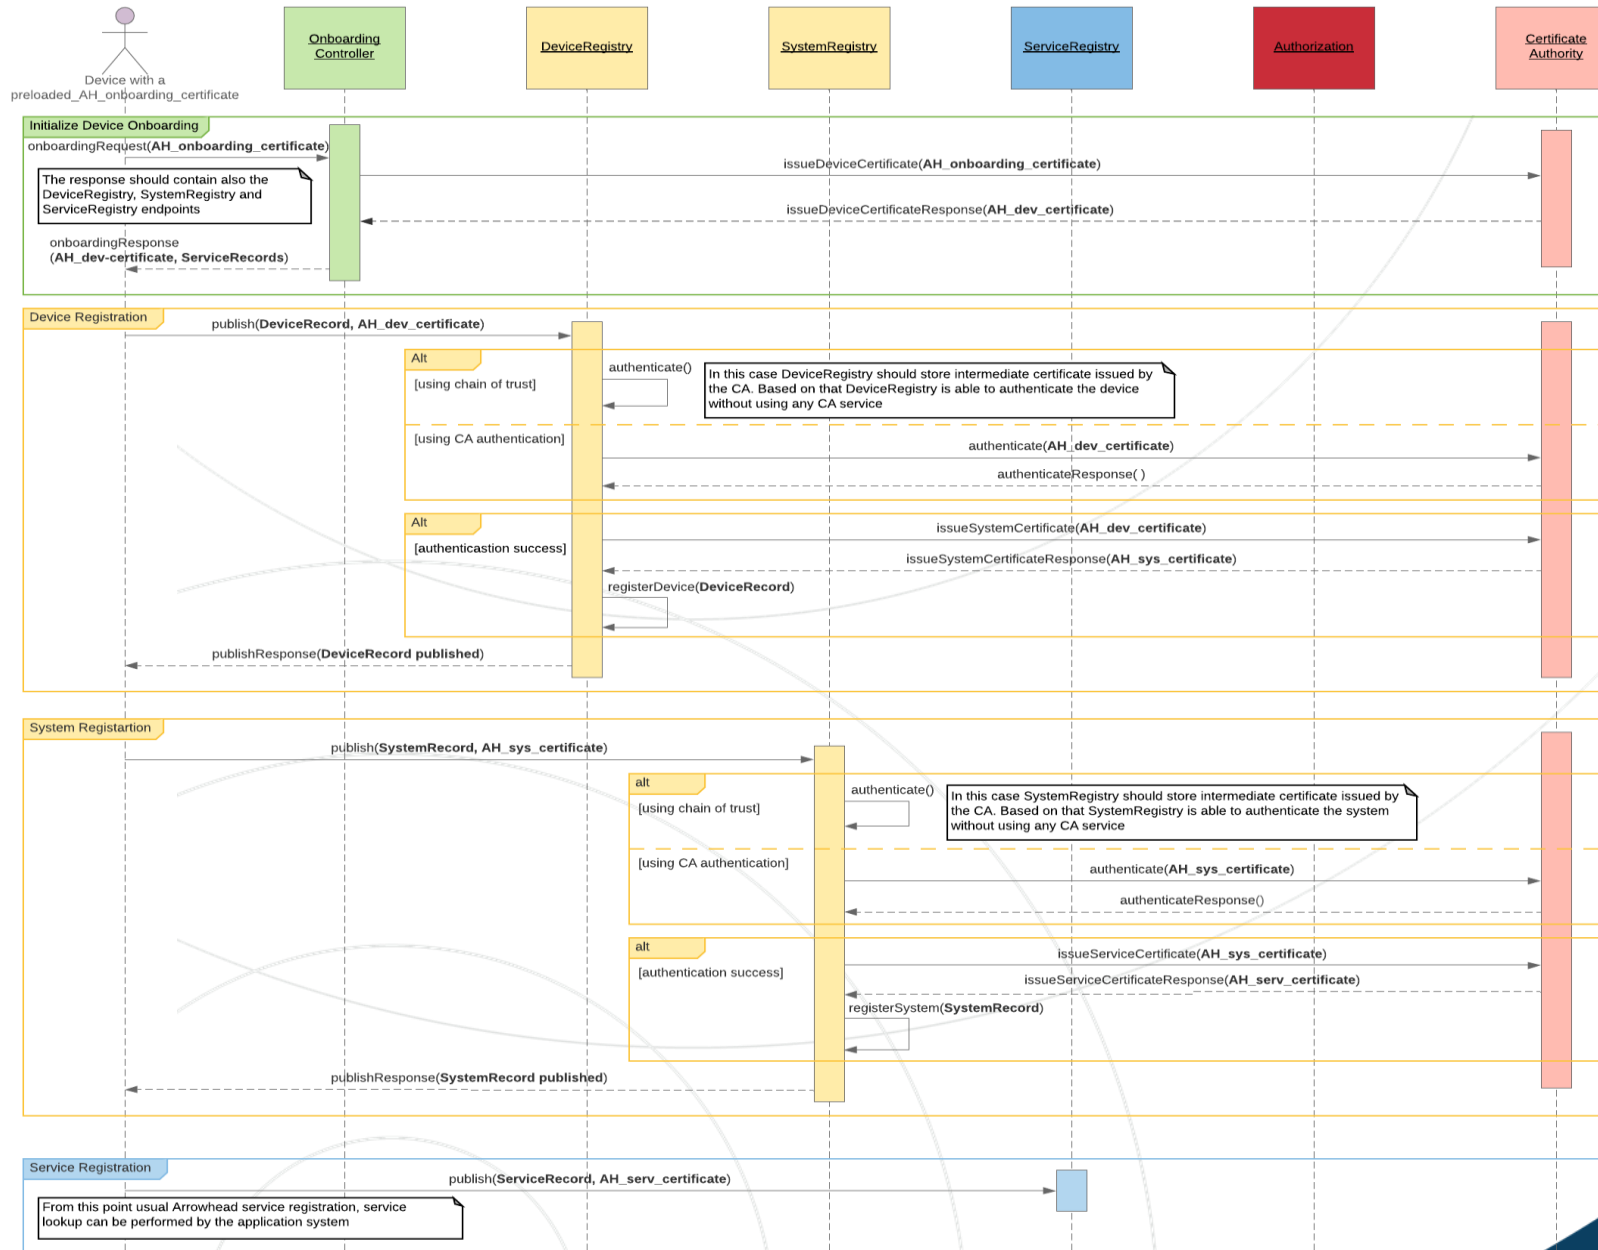 Onboarding
Controller
DeviceRegistry
SystemRegistry
ServiceRegistry
Authorization
Certificate
Authority
Device with a
preloaded_AH_onboarding_certificate
Initialize Device Onboarding
onboardingRequest(AH_onboarding_certificate)
issueDeviceCertificate(AH_onboarding_certificate)
The response should contain also the
DeviceRegistry, SystemRegistry and
ServiceRegistry endpoints
issueDeviceCertificateResponse(AH_dev_certificate)
onboardingResponse
(AH_dev-certificate, ServiceRecords)
Device Registration
publish(DeviceRecord, AH_dev_certificate)
Alt
[using chain of trust]
authenticate()
In this case DeviceRegistry should store intermediate certificate issued by
the CA. Based on that DeviceRegistry is able to authenticate the device
without using any CA service
[using CA authentication]
authenticate(AH_dev_certificate)
authenticateResponse( )
Alt
[authenticastion success]
issueSystemCertificate(AH_dev_certificate)
issueSystemCertificateResponse(AH_sys_certificate)
registerDevice(DeviceRecord)
publishResponse(DeviceRecord published)
System Registartion
publish(SystemRecord, AH_sys_certificate)
alt
[using chain of trust]
authenticate()
In this case SystemRegistry should store intermediate certificate issued by
the CA. Based on that SystemRegistry is able to authenticate the system
without using any CA service
[using CA authentication]
authenticate(AH_sys_certificate)
authenticateResponse()
alt
[authentication success]
issueServiceCertificate(AH_sys_certificate)
issueServiceCertificateResponse(AH_serv_certificate)
registerSystem(SystemRecord)
publishResponse(SystemRecord published)
Service Registration
publish(ServiceRecord, AH_serv_certificate)
From this point usual Arrowhead service registration, service
lookup can be performed by the application system